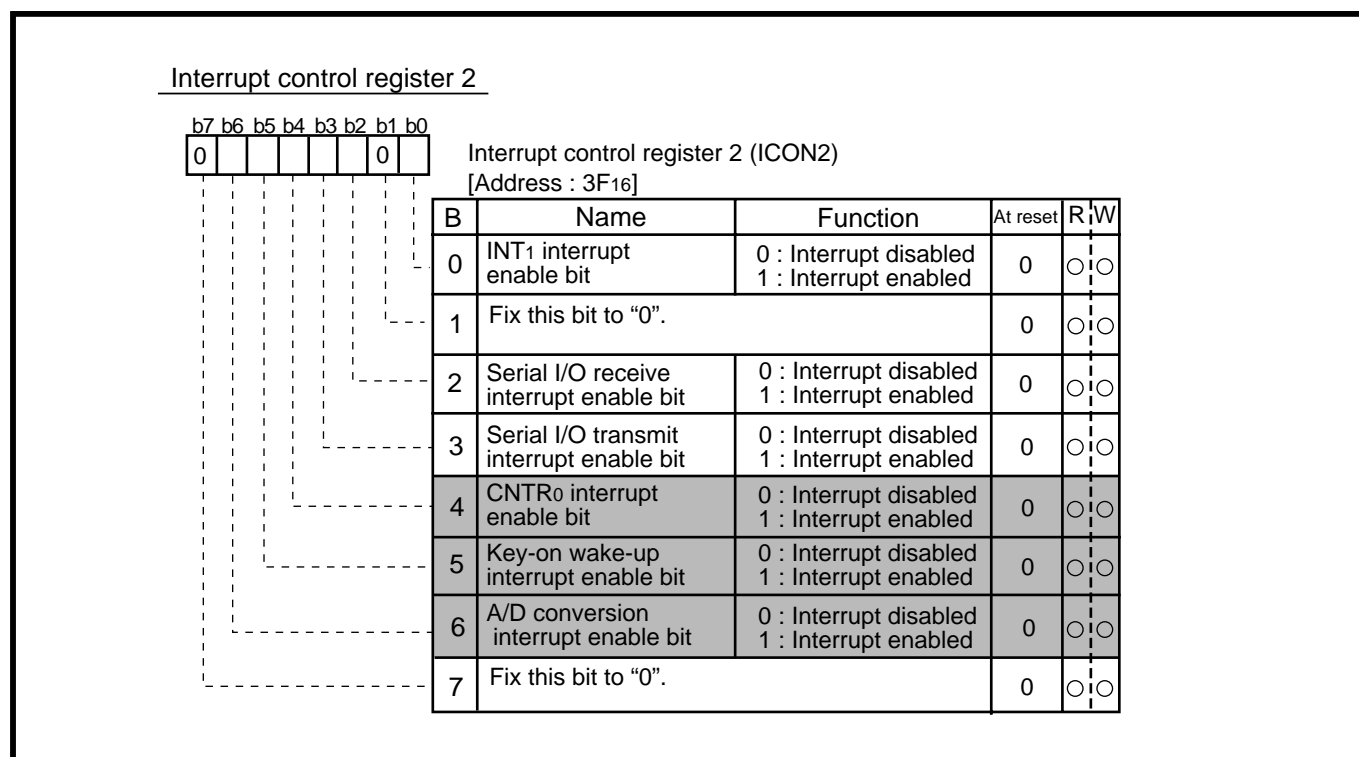 Interrupt control register 2
b7 b6 b5 b4 b3 b2 b1 b0
0 0
Interrupt control register 2 (ICON2)
[Address : 3F16]
B Name Function At reset R W
0 INT1 interrupt enable bit 0 : Interrupt disabled 1 : Interrupt enabled 0
1 Fix this bit to “0”. 0
2 Serial I/O receive interrupt enable bit 0 : Interrupt disabled 1 : Interrupt enabled 0
3 Serial I/O transmit interrupt enable bit 0 : Interrupt disabled 1 : Interrupt enabled 0
4 CNTR0 interrupt enable bit 0 : Interrupt disabled 1 : Interrupt enabled 0
5 Key-on wake-up interrupt enable bit 0 : Interrupt disabled 1 : Interrupt enabled 0
6 A/D conversion interrupt enable bit 0 : Interrupt disabled 1 : Interrupt enabled 0
7 Fix this bit to “0”. 0